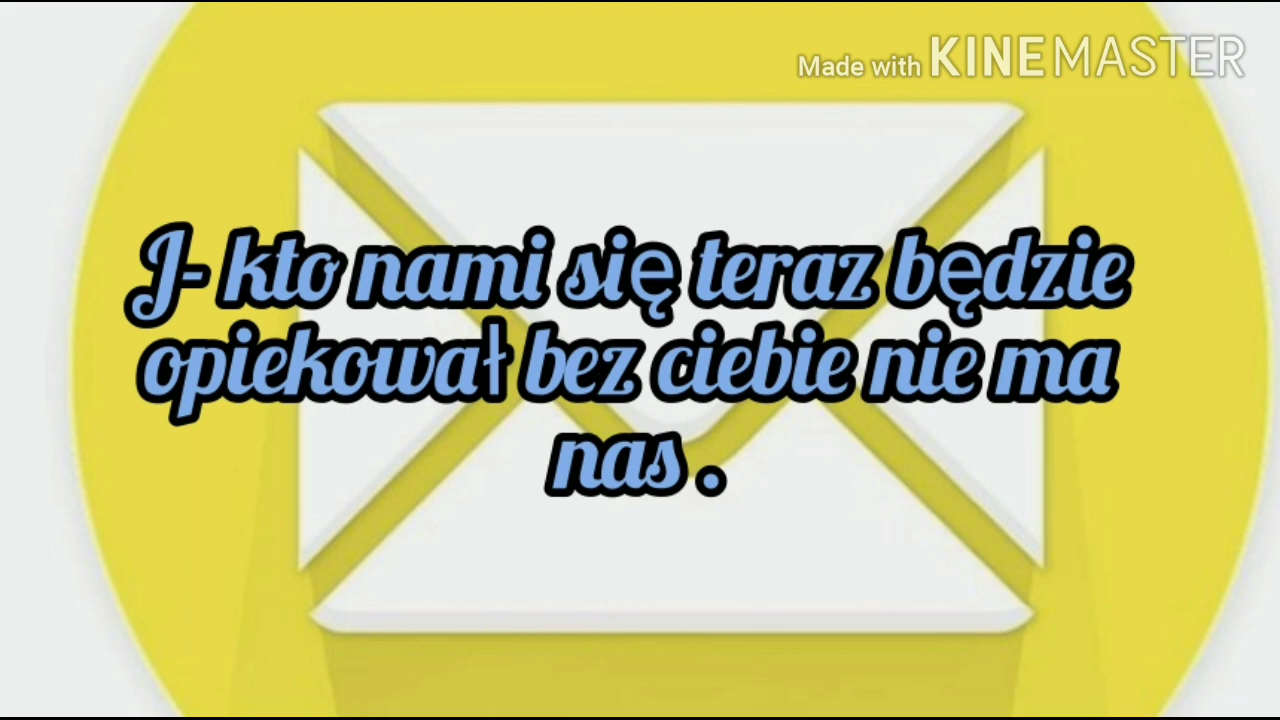 Made with KINEMASTER
J- kto nami się teraz będzie
opiekował bez ciebie nie ma
nas .